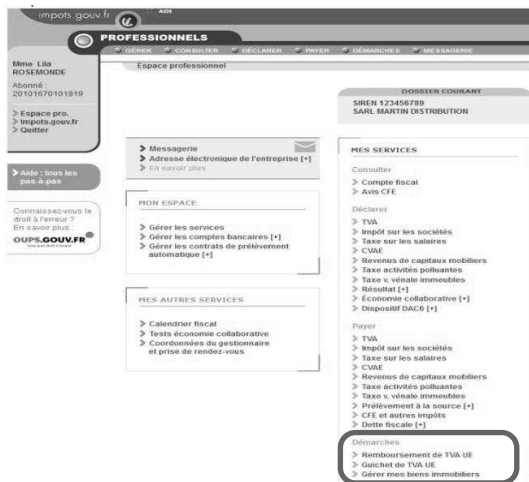 impots.gouv.fr
AIDE
PROFESSIONNELS
GÉRER CONSULTER DÉCLARER PAYER DÉMARCHES MESSAGERIE
Espace professionnel
Mme Lila
ROSEMONDE
Abonné :
20101670101919
Espace pro.
Impots.gouv.fr
Quitter
Aide : tous les
pas-à-pas
Connaissez-vous le
droit à l'erreur ?
En savoir plus :
OUPS.GOUV.FR
Messagerie
Adresse électronique de l'entreprise [+]
En savoir plus
MON ESPACE
Gérer les services
Gérer les comptes bancaires [+]
Gérer les contrats de prélèvement
automatique [+]
MES AUTRES SERVICES
Calendrier fiscal
Tests économie collaborative
Coordonnées du gestionnaire
et prise de rendez-vous
DOSSIER COURANT
SIREN 123456789
SARL MARTIN DISTRIBUTION
MES SERVICES
Consulter
Compte fiscal
Avis CFE
Déclarer
TVA
Impôt sur les sociétés
Taxe sur les salaires
CVAE
Revenus de capitaux mobiliers
Taxe activités polluantes
Taxe v. vénale immeubles
Résultat [+]
Économie collaborative [+]
Dispositif DAC6 [+]
Payer
TVA
Impôt sur les sociétés
Taxe sur les salaires
CVAE
Revenus de capitaux mobiliers
Taxe activités polluantes
Taxe v. vénale immeubles
Prélèvement à la source [+]
CFE et autres impôts
Dette fiscale [+]
Démarches
Remboursement de TVA UE
Guichet de TVA UE
Gérer mes biens immobiliers